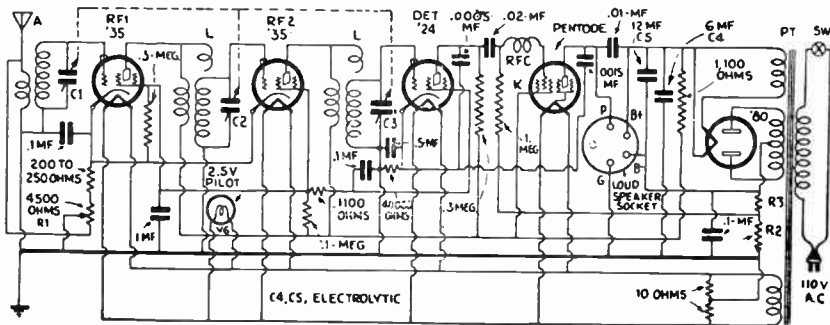 A
RF1
'35
.3-MEG.
L
RF2
'35
L
DET
'24
.0005
MF
.02-MF
RFC
PENTODE
.01-MF
12 MF
C5
6 MF
C4
PT
SW
C1
C2
C3
K
.0015
MF
1,100
OHMS
'80
.1MF
200 TO
250 OHMS
4500
OHMS
R1
.1MF
2.5V
PILOT
V6
.1100
OHMS
.1-MEG
.1MF
.5MF
OHMS
.3MEG
.1
MEG.
P
B+
G
B-
LOUD
SPEAKER
SOCKET
R3
R2
.1-MF
C4,C5, ELECTROLYTIC
10 OHMS
110V
A.C